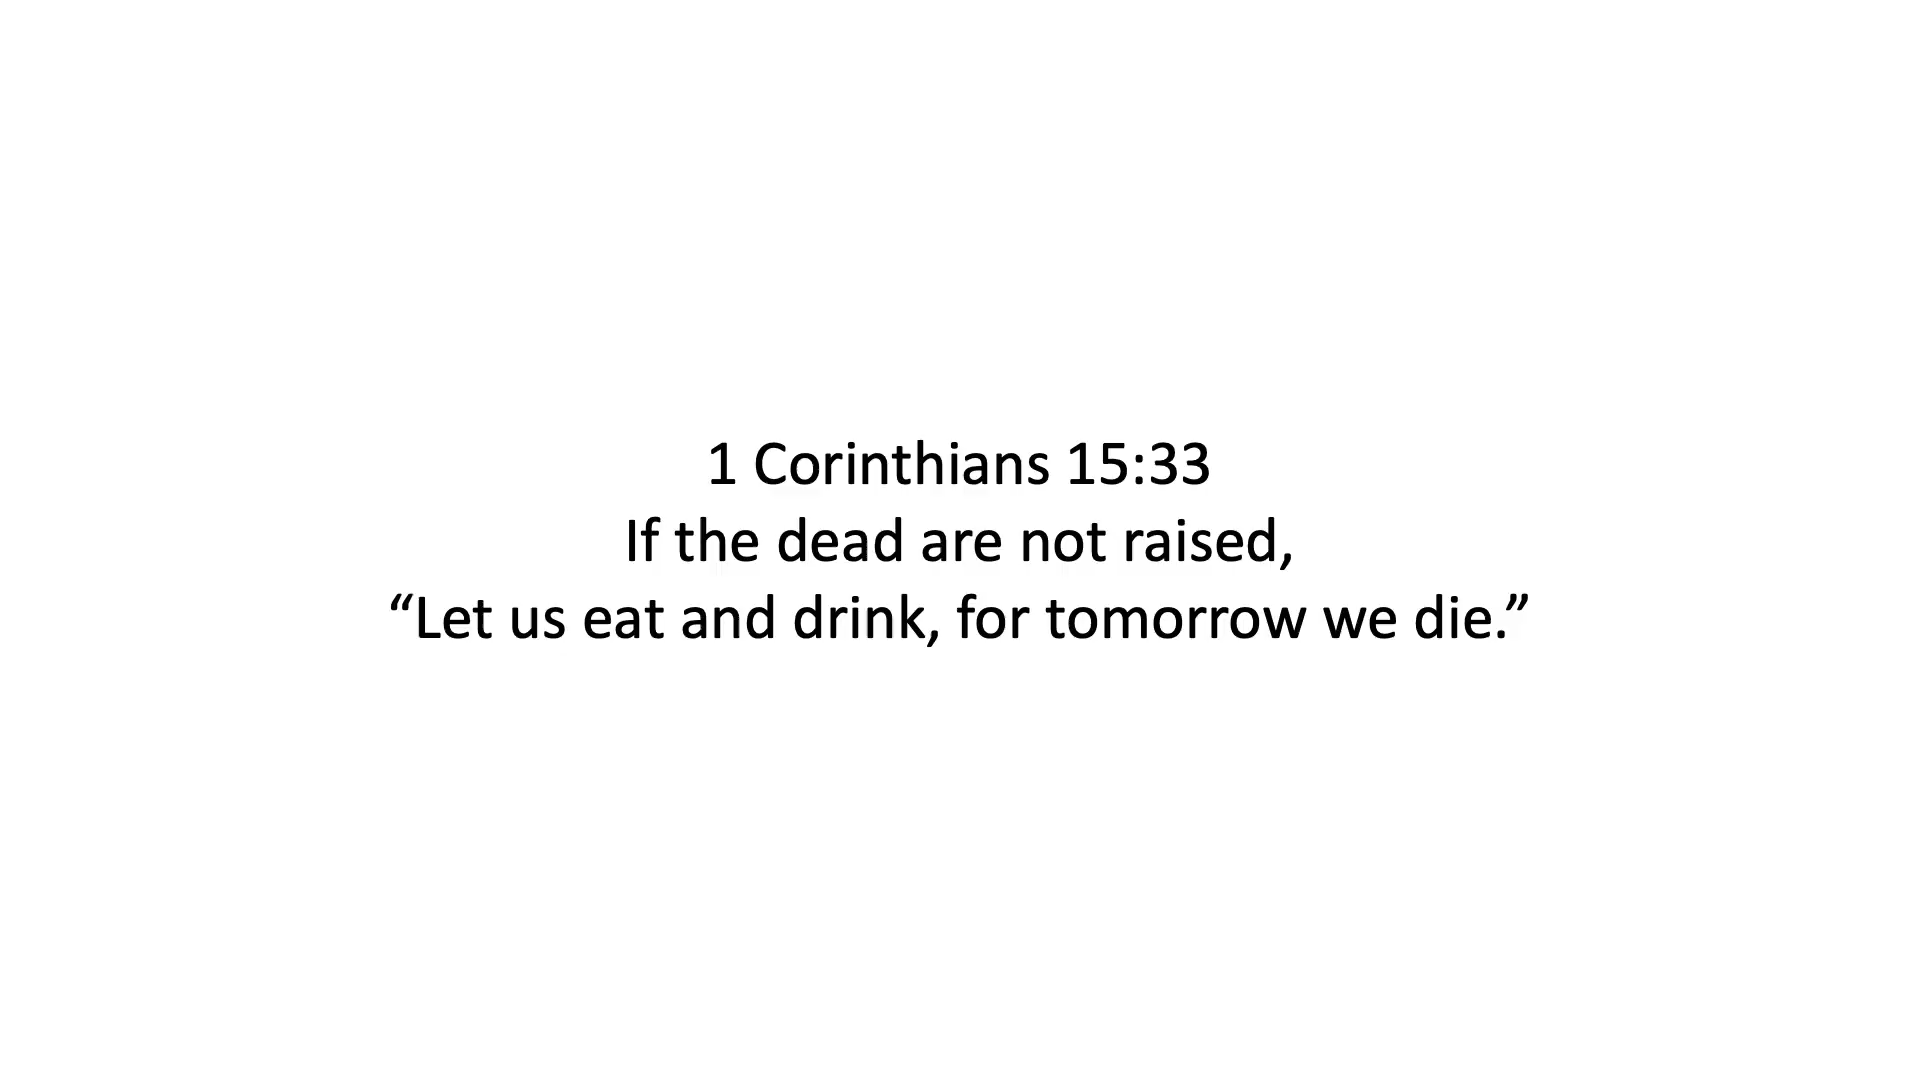 1 Corinthians 15:33
If the dead are not raised,
“Let us eat and drink, for tomorrow we die.”